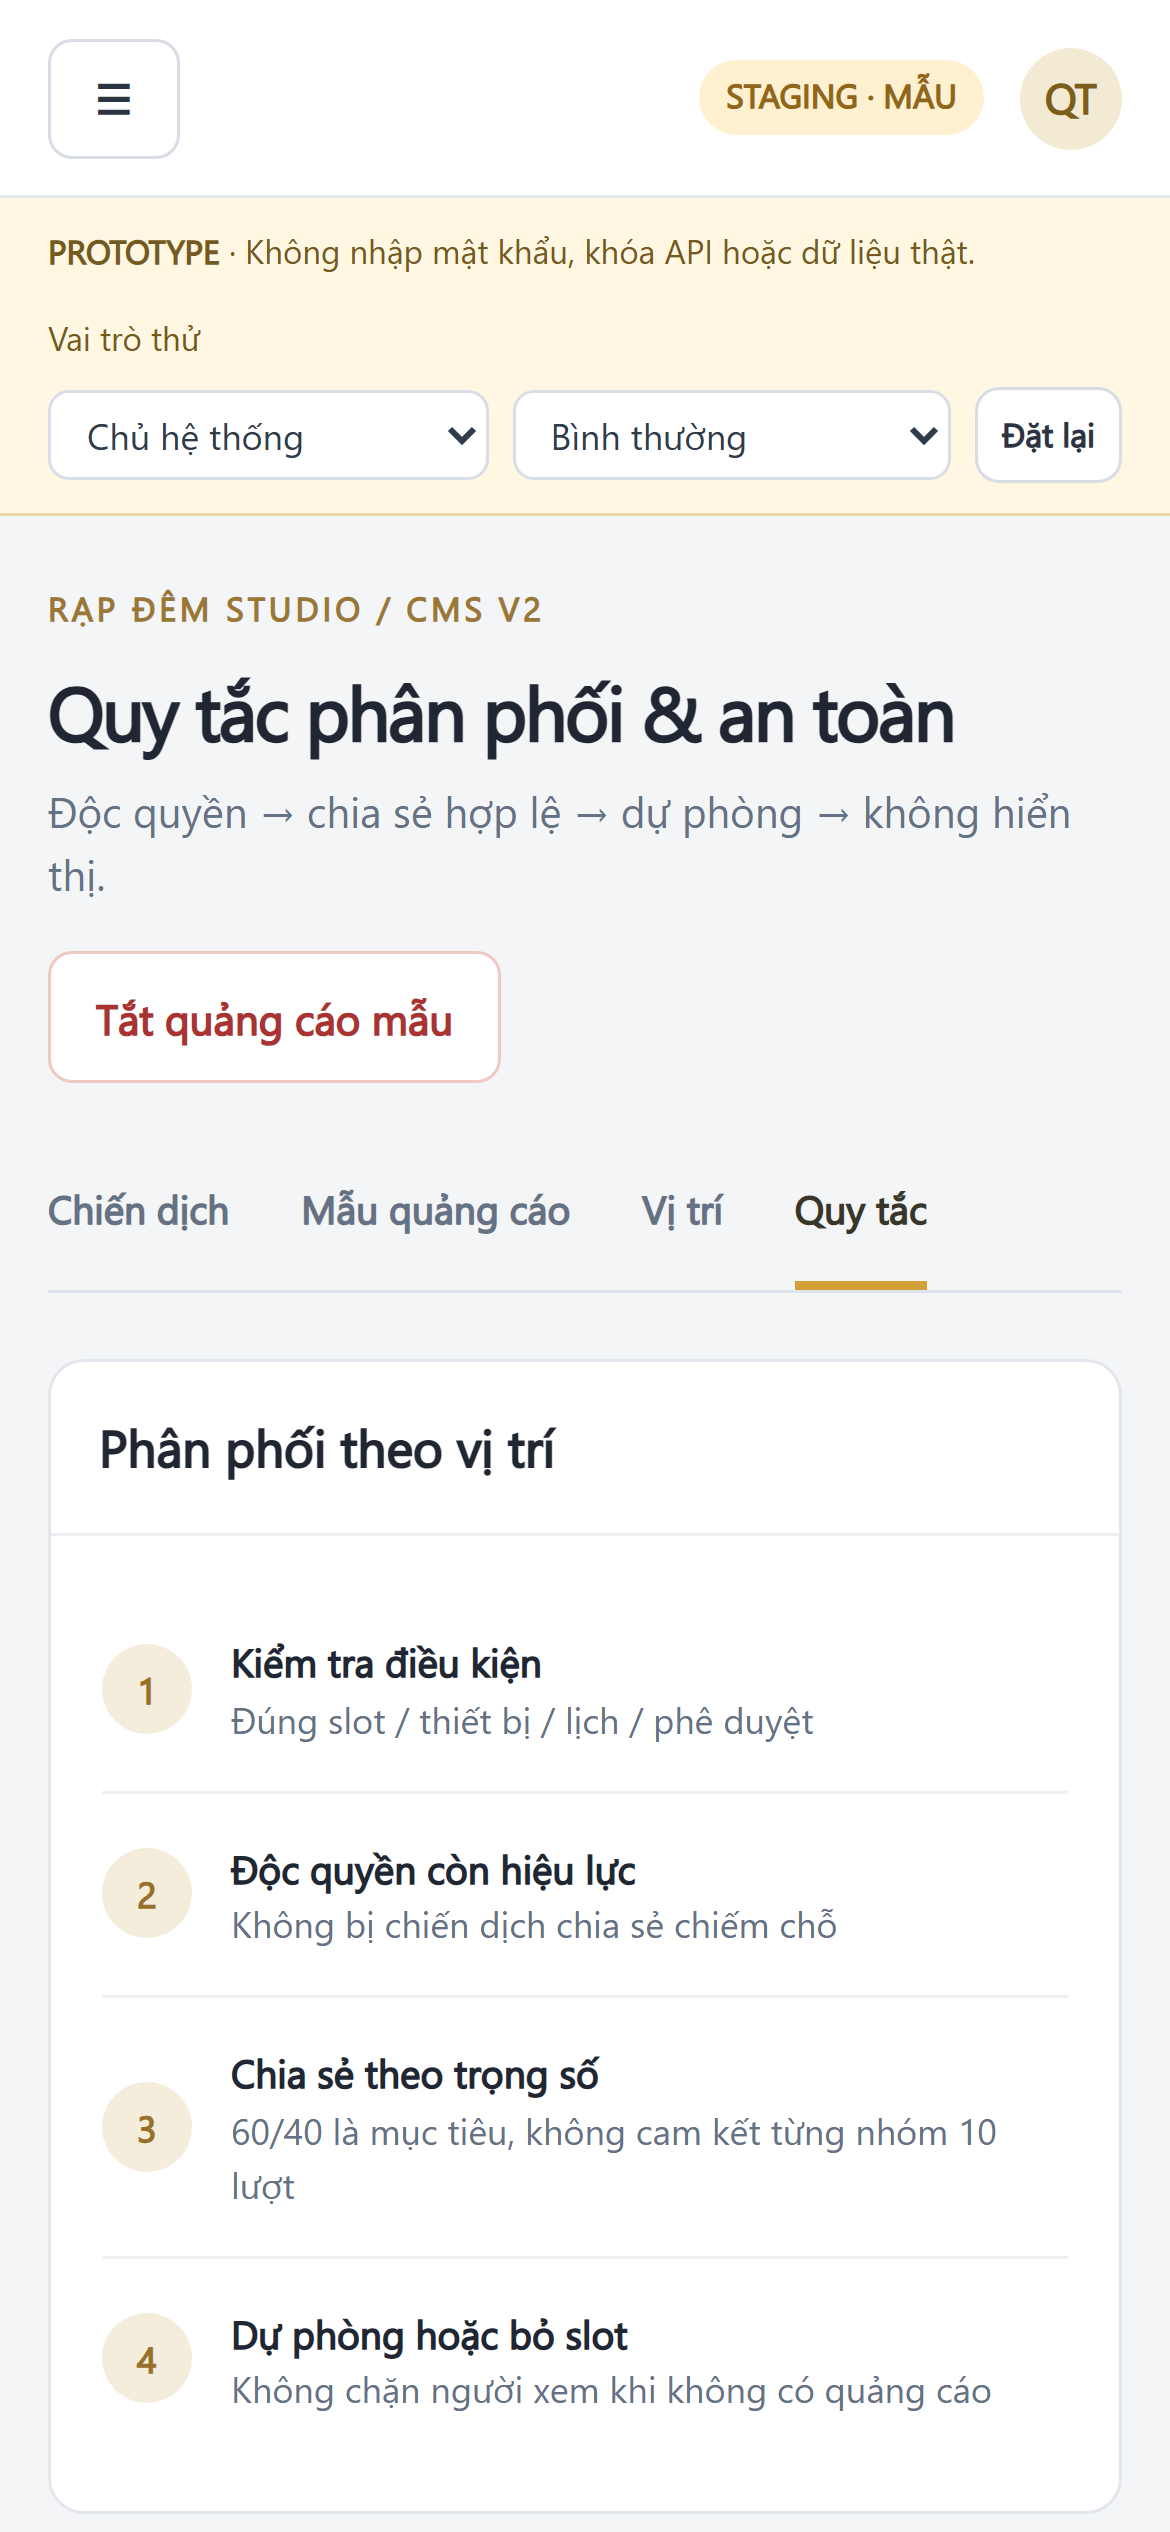 ☰
STAGING · MẪU
QT
PROTOTYPE · Không nhập mật khẩu, khóa API hoặc dữ liệu thật.
Vai trò thử
Chủ hệ thống
Bình thường
Đặt lại
RẠP ĐÊM STUDIO / CMS V2
Quy tắc phân phối & an toàn
Độc quyền → chia sẻ hợp lệ → dự phòng → không hiển
thị.
Tắt quảng cáo mẫu
Chiến dịch
Mẫu quảng cáo
Vị trí
Quy tắc
Phân phối theo vị trí
1
Kiểm tra điều kiện
Đúng slot / thiết bị / lịch / phê duyệt
2
Độc quyền còn hiệu lực
Không bị chiến dịch chia sẻ chiếm chỗ
3
Chia sẻ theo trọng số
60/40 là mục tiêu, không cam kết từng nhóm 10
lượt
4
Dự phòng hoặc bỏ slot
Không chặn người xem khi không có quảng cáo